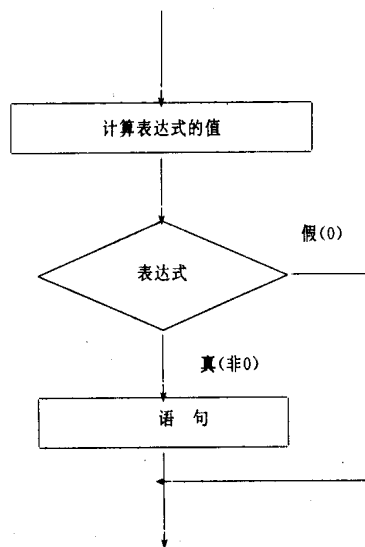 计算表达式的值
假(0)
表达式
真(非0)
语 句